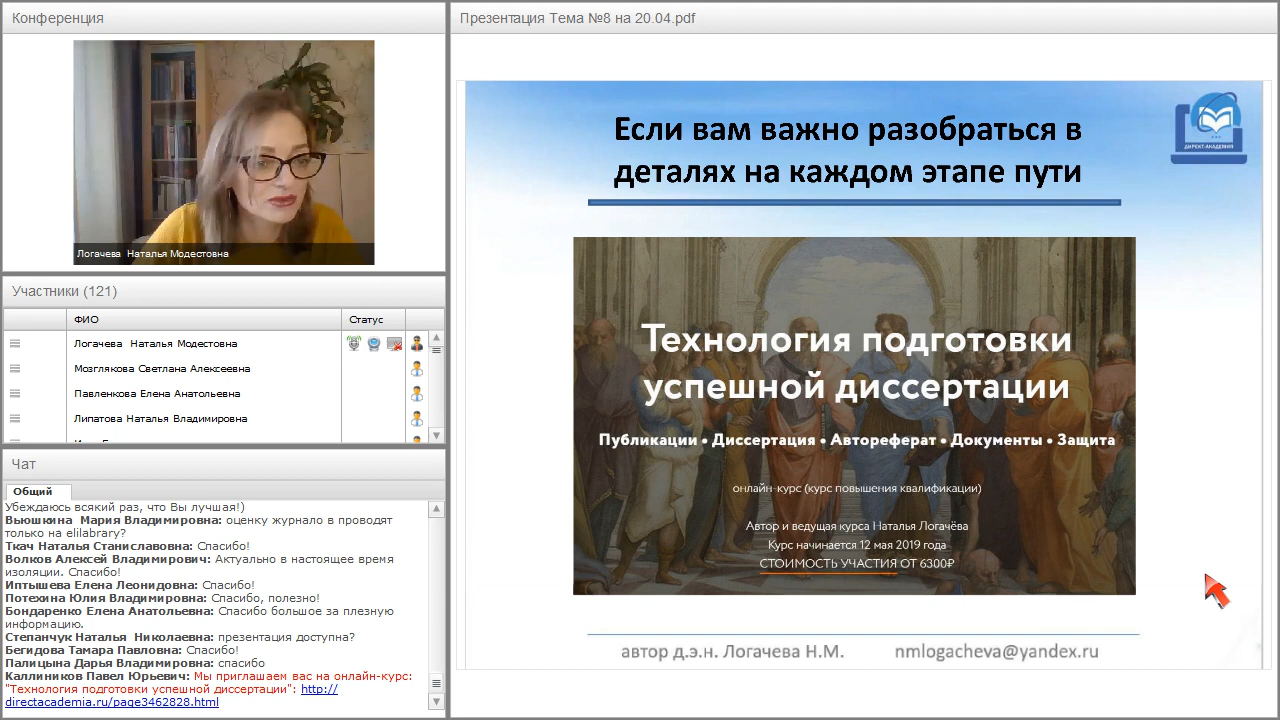 Конференция
Логачева  Наталья Модестовна
Участники (121)
ФИО
Статус
Логачева  Наталья Модестовна
Мозглякова Светлана Алексеевна
Павленкова Елена Анатольевна
Липатова Наталья Владимировна
Чат
Общий
Убеждаюсь всякий раз, что Вы лучшая!)
Вьюшкина  Мария Владимировна: оценку журнало в проводят
только на elilabrary?
Ткач Наталья Станиславовна: Спасибо!
Волков Алексей Владимирович: Актуально в настоящее время
изоляции. Спасибо!
Иптышева Елена Леонидовна: Спасибо!
Потехина Юлия Владимировна: Спасибо, полезно!
Бондаренко  Елена Анатольевна: Спасибо большое за плезную
информацию.
Степанчук Наталья  Николаевна: презентация доступна?
Бегидова Тамара Павловна: Спасибо!
Палицына Дарья Владимировна: спасибо
Каллиников Павел Юрьевич: Мы приглашаем вас на онлайн-курс:
"Технология подготовки успешной диссертации": http://
directacademia.ru/page3462828.html
Презентация Тема №8 на 20.04.pdf
Если вам важно разобраться в
деталях на каждом этапе пути
ДИРЕКТ-АКАДЕМИЯ
Технология подготовки
успешной диссертации
Публикации • Диссертация • Автореферат • Документы • Защита
онлайн-курс (курс повышения квалификации)
Автор и ведущая курса Наталья Логачёва
Курс начинается 12 мая 2019 года
СТОИМОСТЬ УЧАСТИЯ ОТ 6300₽
автор д.э.н. Логачева Н.М.
nmlogacheva@yandex.ru